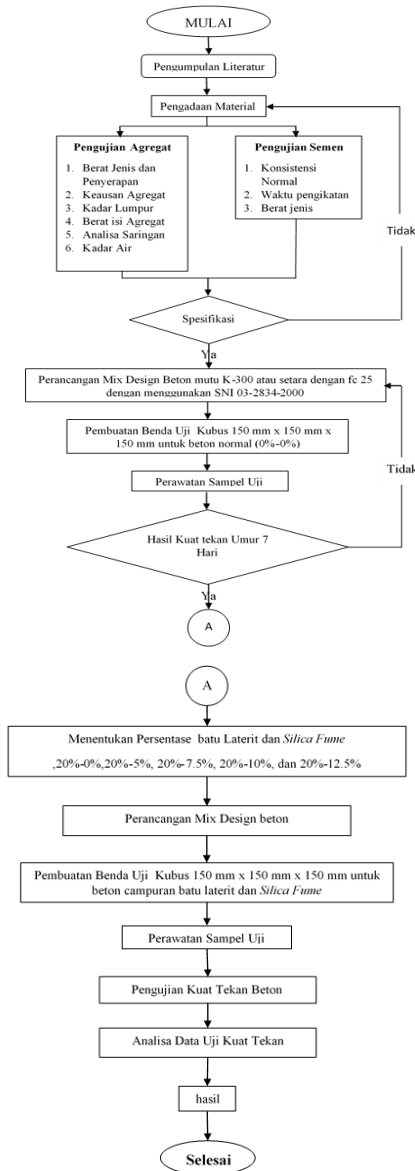 MULAI
Pengumpulan Literatur
Pengadaan Material
Pengujian Agregat
1. Berat Jenis dan
Penyerapan
2. Keausan Agregat
3. Kadar Lumpur
4. Berat isi Agregat
5. Analisa Saringan
6. Kadar Air
Pengujian Semen
1. Konsistensi
Normal
2. Waktu pengikatan
3. Berat jenis
Tidak
Spesifikasi
Ya
Perancangan Mix Design Beton mutu K-300 atau setara dengan fc 25
dengan menggunakan SNI 03-2834-2000
Pembuatan Benda Uji Kubus 150 mm x 150 mm x
150 mm untuk beton normal (0%-0%)
Perawatan Sampel Uji
Tidak
Hasil Kuat tekan Umur 7
Hari
Ya
A
A
Menentukan Persentase batu Laterit dan Silica Fume
,20%-0%,20%-5%, 20%-7.5%, 20%-10%, dan 20%-12.5%
Perancangan Mix Design beton
Pembuatan Benda Uji Kubus 150 mm x 150 mm x 150 mm untuk
beton campuran batu laterit dan Silica Fume
Perawatan Sampel Uji
Pengujian Kuat Tekan Beton
Analisa Data Uji Kuat Tekan
hasil
Selesai